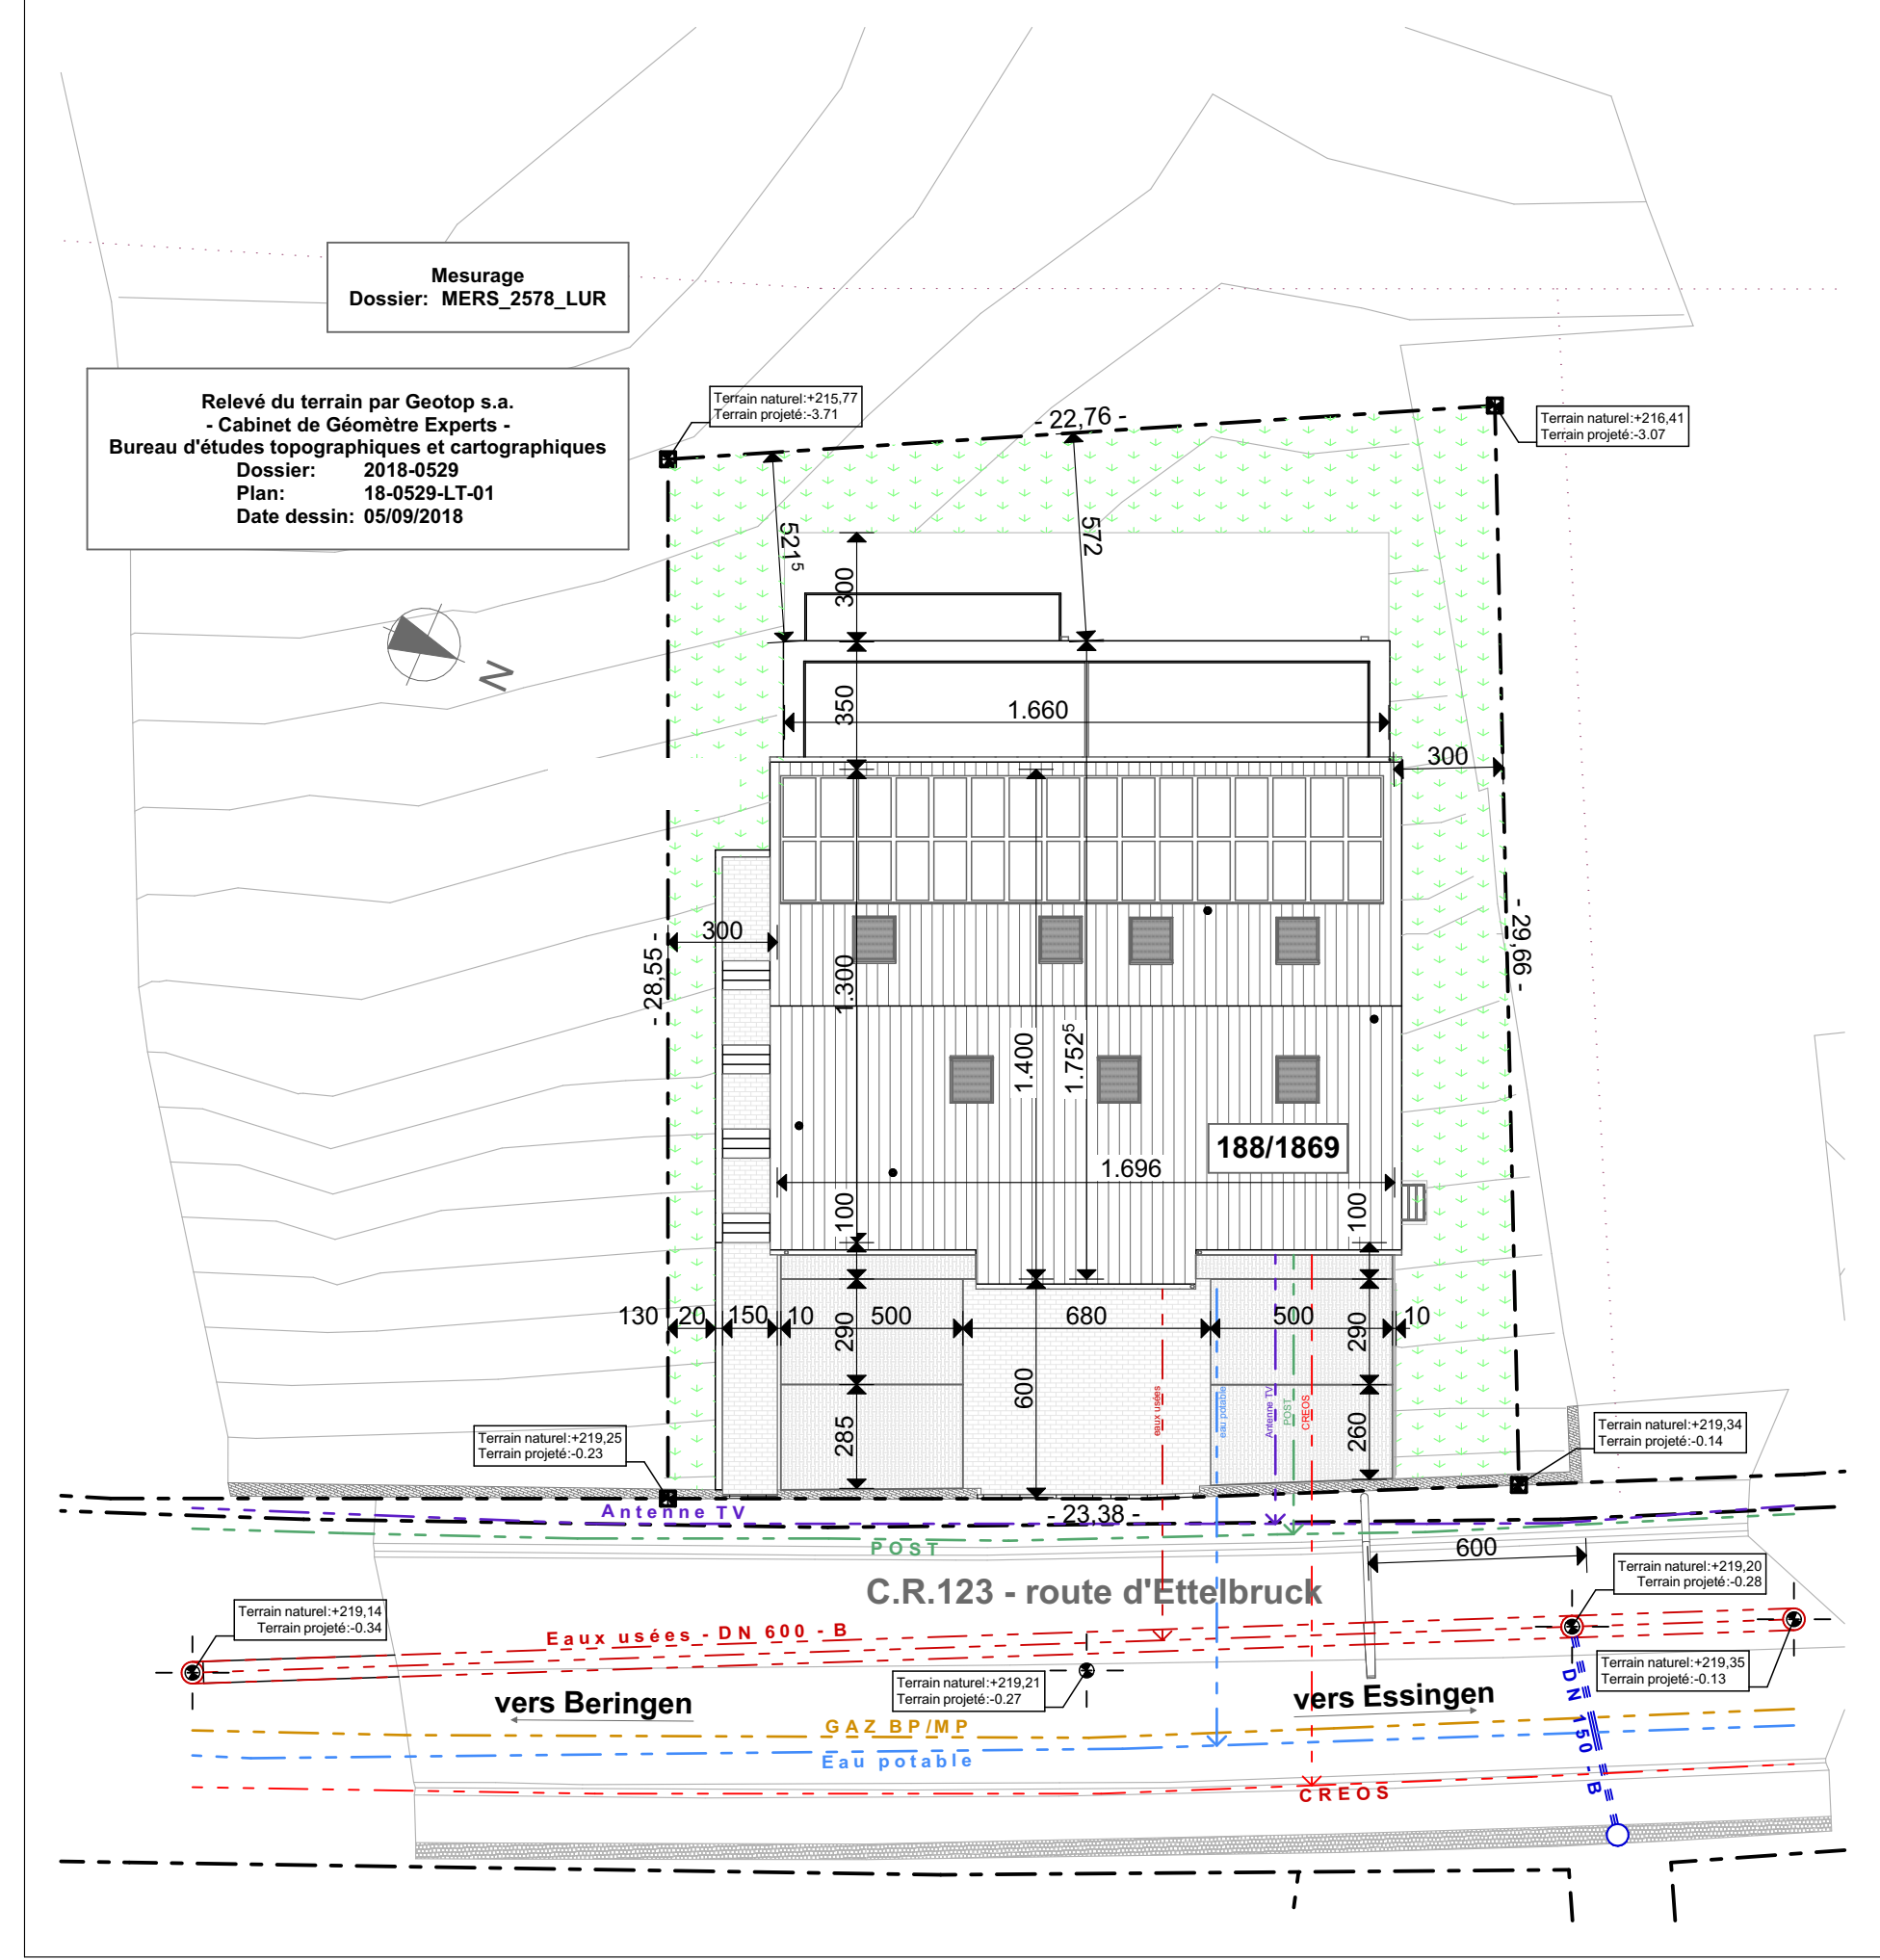 Mesurage
Dossier: MERS_2578_LUR
Relevé du terrain par Geotop s.a.
- Cabinet de Géomètre Experts -
Bureau d'études topographiques et cartographiques
Dossier: 2018-0529
Plan: 18-0529-LT-01
Date dessin: 05/09/2018
Terrain naturel:+215,77
Terrain projeté:-3.71
- 22,76 -
Terrain naturel:+216,41
Terrain projeté:-3.07
521⁵
572
300
N
350
1.660
300
300
- 28,55 -
- 29,66 -
1.300
1.400
1.752⁵
188/1869
1.696
100
100
130 20 150 10 500 680 500 10
290
290
600
285
260
eaux usées
eau potable
Antenne TV
POST
CREOS
Terrain naturel:+219,25
Terrain projeté:-0.23
Terrain naturel:+219,34
Terrain projeté:-0.14
Antenne TV
- 23,38 -
POST
600
C.R.123 - route d'Ettelbruck
Terrain naturel:+219,20
Terrain projeté:-0.28
Terrain naturel:+219,14
Terrain projeté:-0.34
Eaux usées - DN 600 - B
Terrain naturel:+219,21
Terrain projeté:-0.27
Terrain naturel:+219,35
Terrain projeté:-0.13
vers Beringen
vers Essingen
DN 150 - B
GAZ BP/MP
Eau potable
CREOS